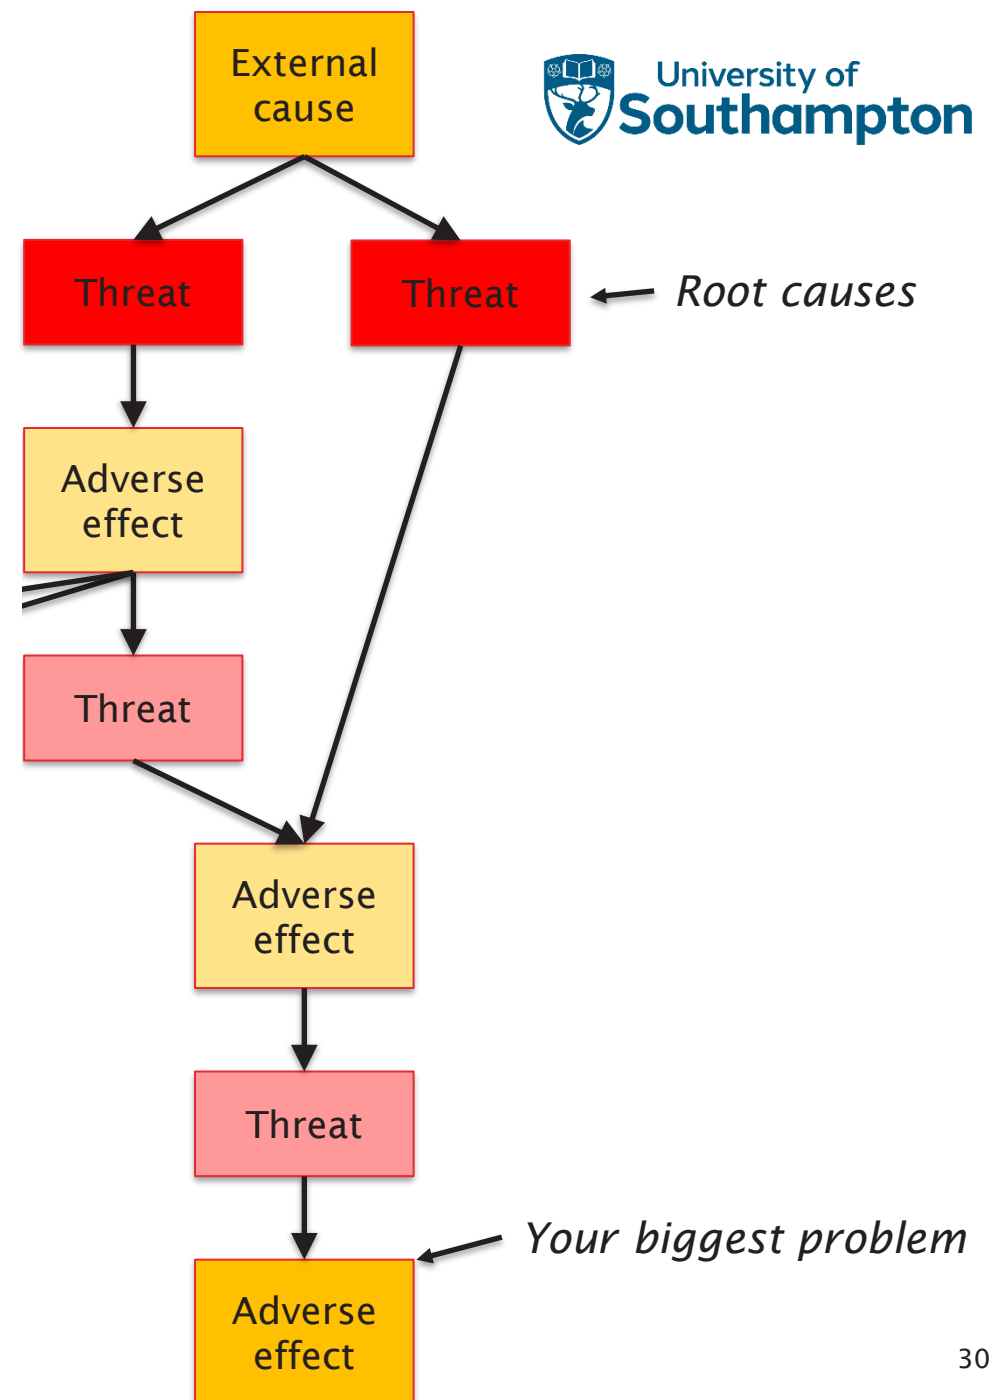 External
cause
University of
Southampton
Threat
Threat
Root causes
Adverse
effect
Threat
Adverse
effect
Threat
Your biggest problem
Adverse
effect
30